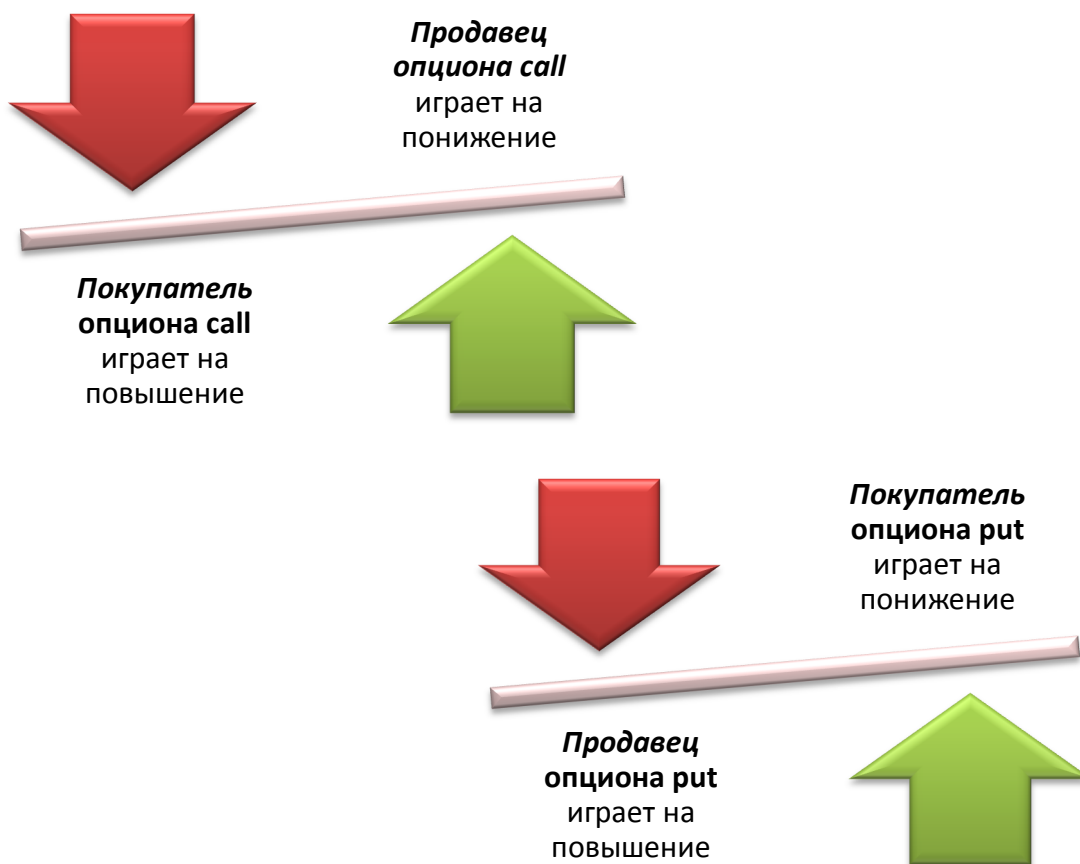 Продавец
опциона call
играет на
понижение
Покупатель
опциона call
играет на
повышение
Покупатель
опциона put
играет на
понижение
Продавец
опциона put
играет на
повышение